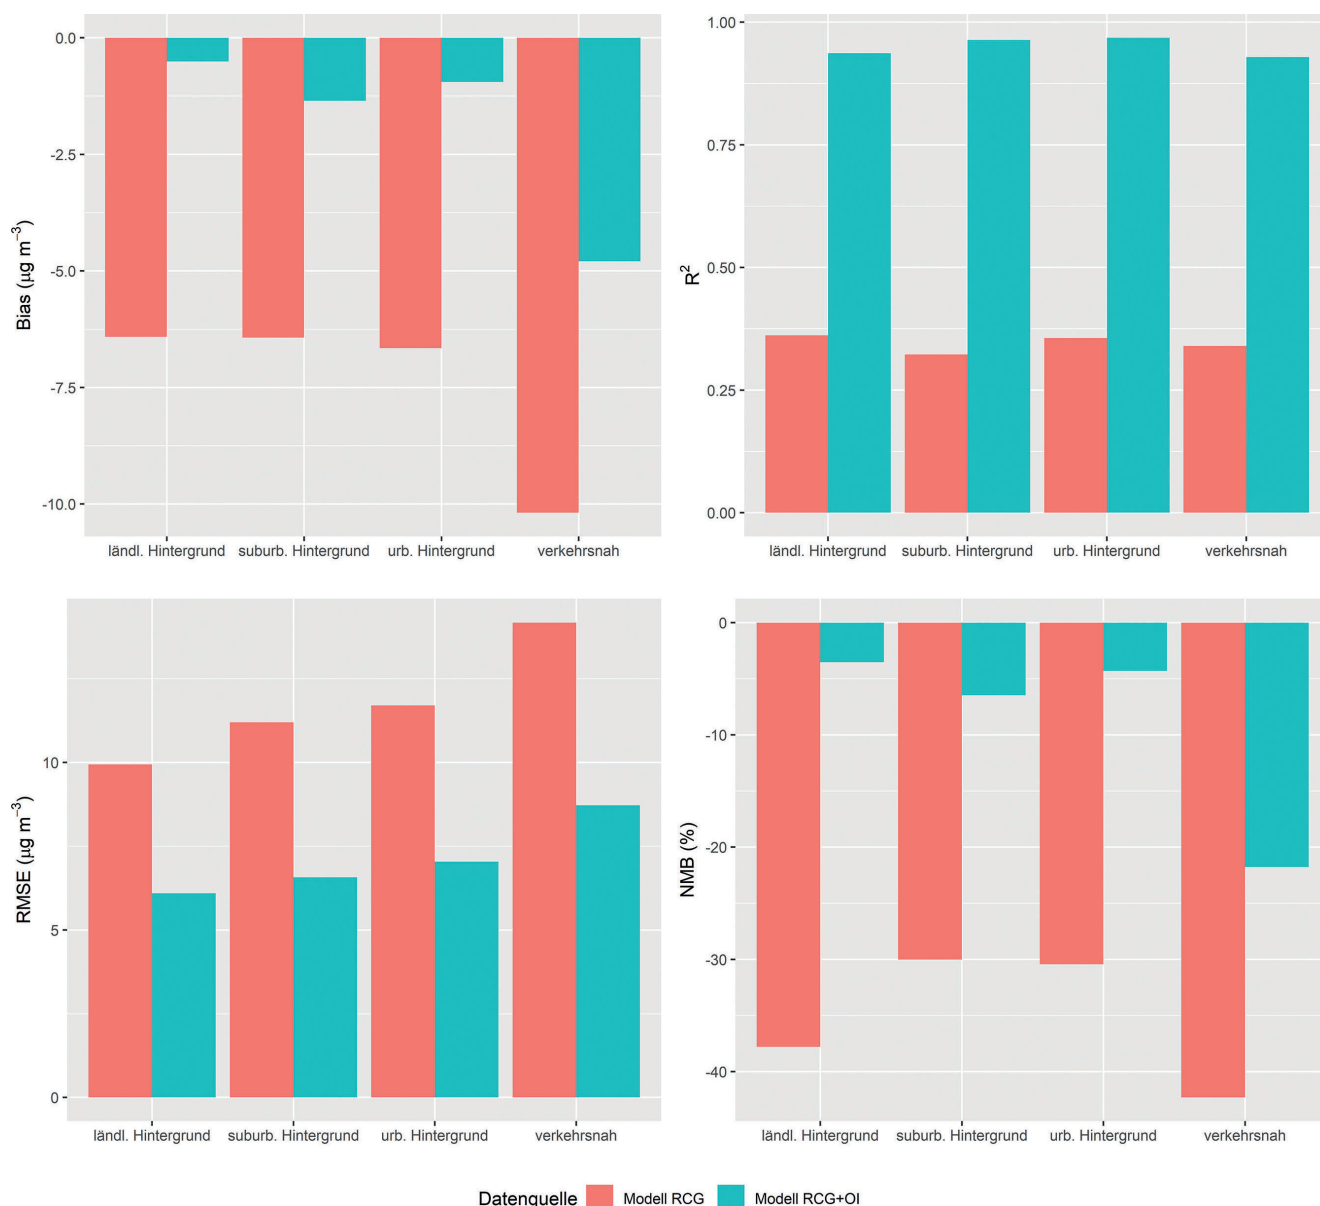 0.0
-2.5
-5.0
-7.5
-10.0
Bias (µg m⁻³)
ländl. Hintergrund suburb. Hintergrund urb. Hintergrund verkehrsnah
1.00
0.75
0.50
0.25
0.00
R²
ländl. Hintergrund suburb. Hintergrund urb. Hintergrund verkehrsnah
10
5
0
RMSE (µg m⁻³)
ländl. Hintergrund suburb. Hintergrund urb. Hintergrund verkehrsnah
0
-10
-20
-30
-40
NMB (%)
ländl. Hintergrund suburb. Hintergrund urb. Hintergrund verkehrsnah
Datenquelle Modell RCG Modell RCG+OI